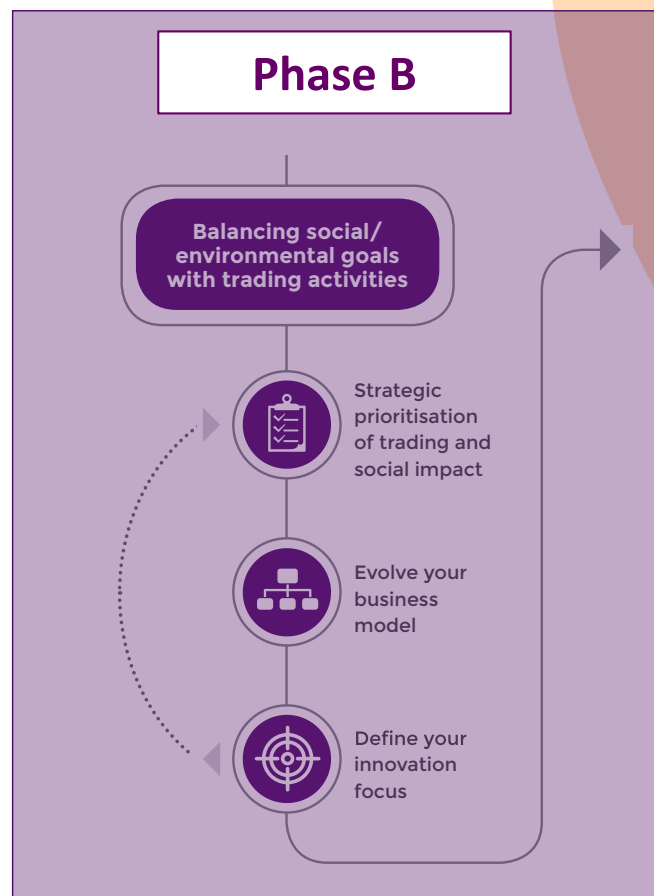 Phase B
Balancing social/
environmental goals
with trading activities
Strategic
prioritisation
of trading and
social impact
Evolve your
business
model
Define your
innovation
focus